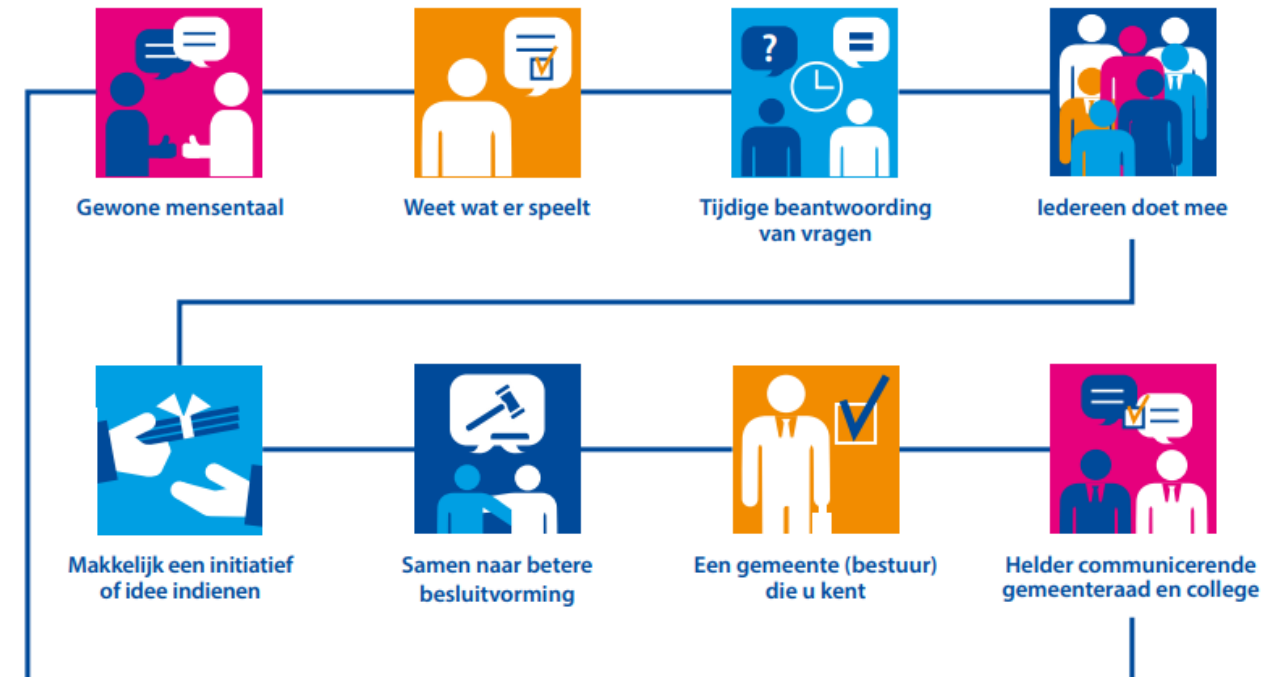 ?
=
Gewone mensentaal
Weet wat er speelt
Tijdige beantwoording
van vragen
Iedereen doet mee
Makkelijk een initiatief
of idee indienen
Samen naar betere
besluitvorming
Een gemeente (bestuur)
die u kent
Helder communicerende
gemeenteraad en college